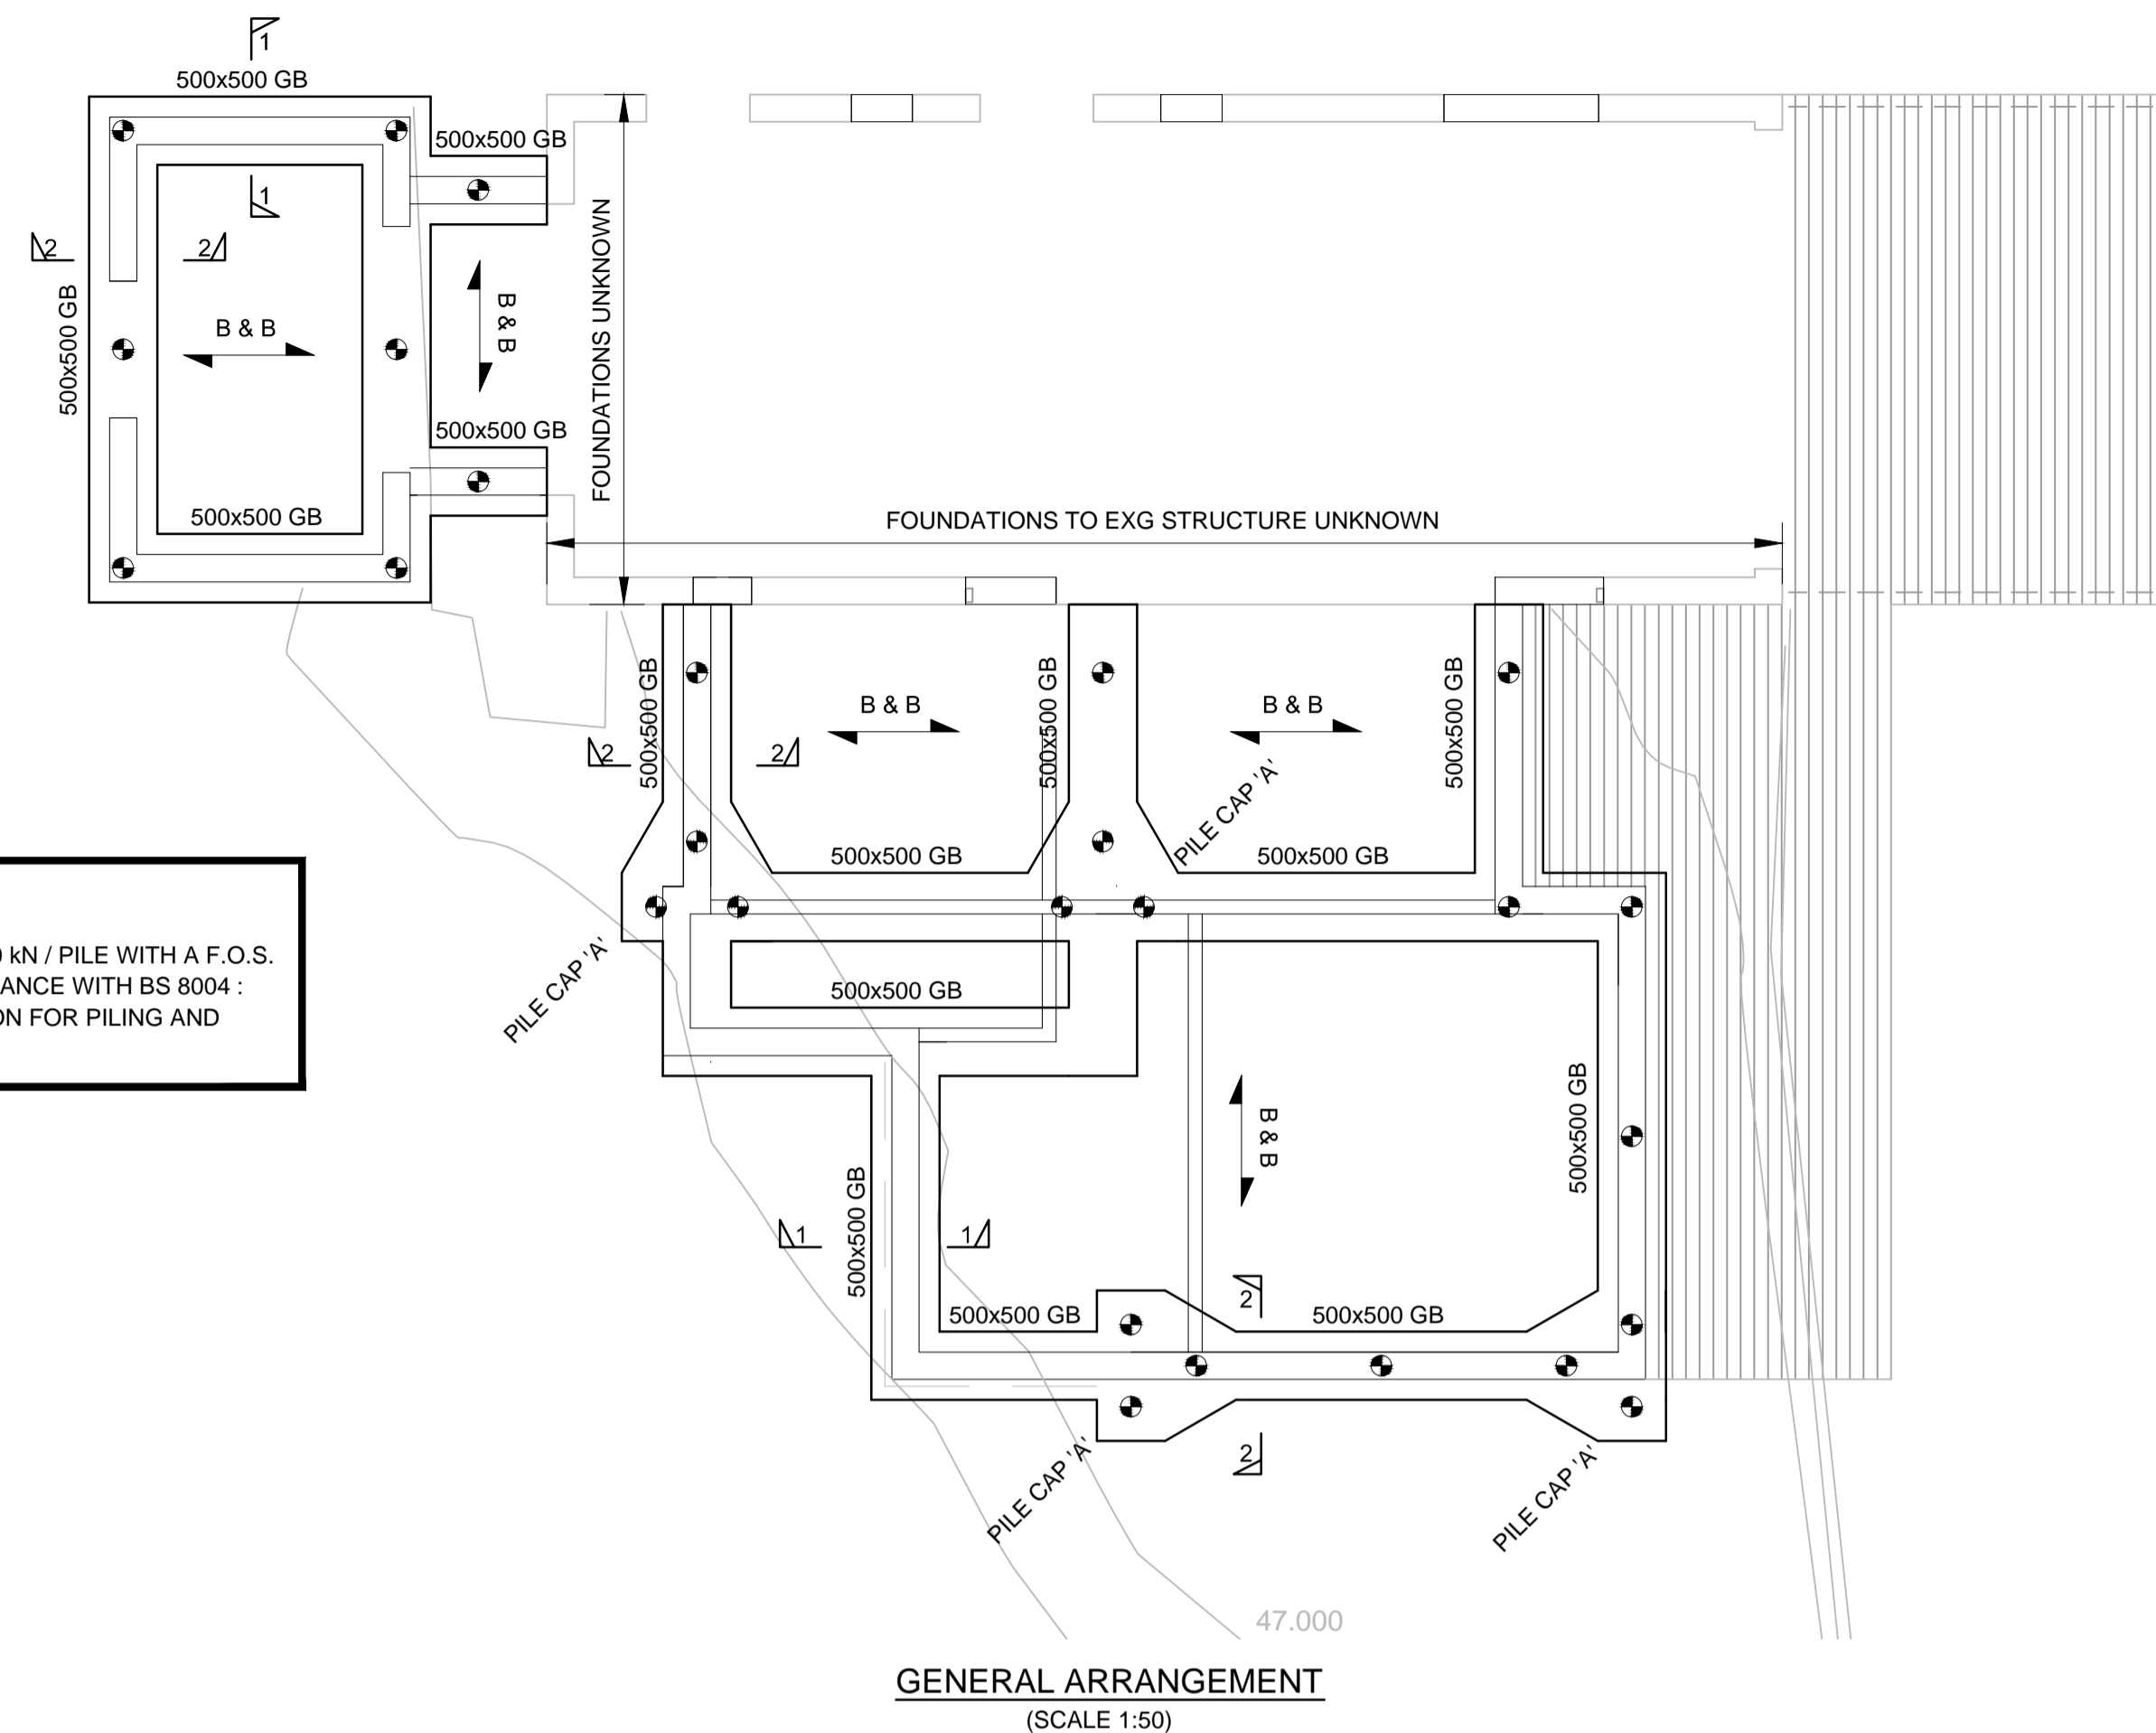 1
500x500 GB
500x500 GB
1
2
2
500x500 GB
B & B
B & B
FOUNDATIONS UNKNOWN
500x500 GB
500x500 GB
FOUNDATIONS TO EXG STRUCTURE UNKNOWN
500x500 GB
B & B
500x500 GB
B & B
500x500 GB
2
2
PILE CAP 'A'
500x500 GB
500x500 GB
kN / PILE WITH A F.O.S.
ANCE WITH BS 8004 :
ON FOR PILING AND
PILE CAP 'A'
500x500 GB
B & B
500x500 GB
500x500 GB
1
1
2
500x500 GB
500x500 GB
2
PILE CAP 'A'
PILE CAP 'A'
47.000
GENERAL ARRANGEMENT
(SCALE 1:50)